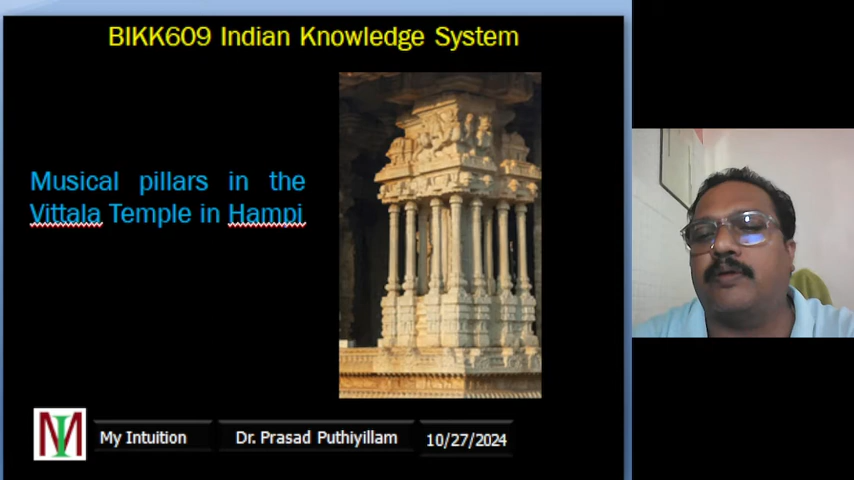 BIKK609 Indian Knowledge System
Musical pillars in the
Vittala Temple in Hampi
My Intuition
Dr. Prasad Puthiyillam
10/27/2024